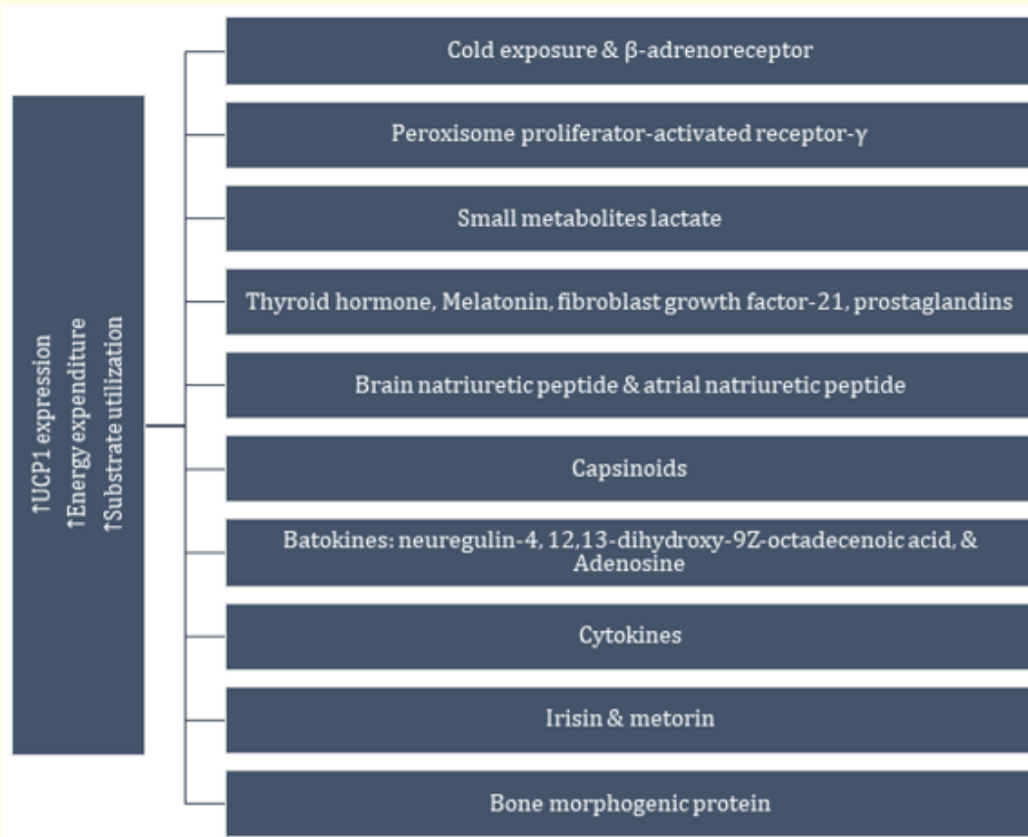 ↑UCP1 expression
↑Energy expenditure
↑Substrate utilization
Cold exposure & β-adrenoreceptor
Peroxisome proliferator-activated receptor-γ
Small metabolites lactate
Thyroid hormone, Melatonin, fibroblast growth factor-21, prostaglandins
Brain natriuretic peptide & atrial natriuretic peptide
Capsinoids
Batokines: neuregulin-4, 12,13-dihydroxy-9Z-octadecenoic acid, &
Adenosine
Cytokines
Irisin & metorin
Bone morphogenic protein